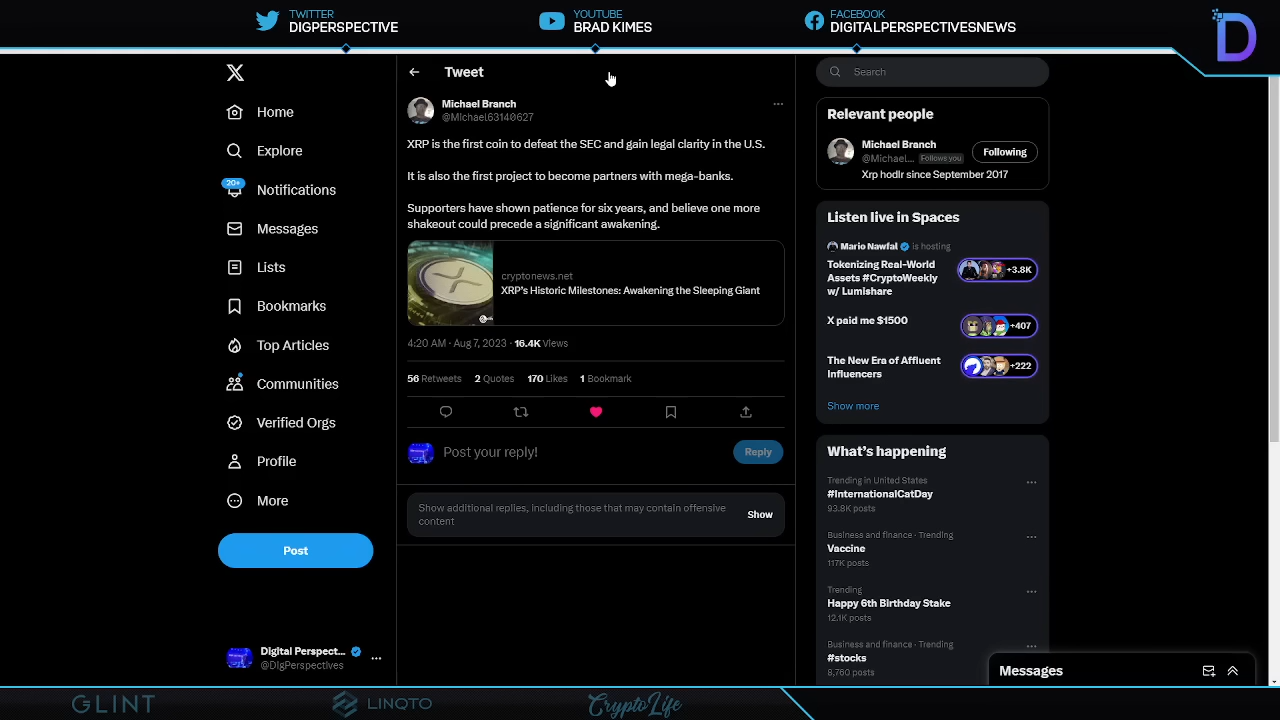 TWITTER
DIGPERSPECTIVE
YOUTUBE
BRAD KIMES
FACEBOOK
DIGITALPERSPECTIVESNEWS
D
Home
Explore
20+
Notifications
Messages
Lists
Bookmarks
Top Articles
Communities
Verified Orgs
Profile
More
Post
Digital Perspect...
@DigPerspectives
Tweet
Michael Branch
@Michael63140627
XRP is the first coin to defeat the SEC and gain legal clarity in the U.S.
It is also the first project to become partners with mega-banks.
Supporters have shown patience for six years, and believe one more
shakeout could precede a significant awakening.
cryptonews.net
XRP's Historic Milestones: Awakening the Sleeping Giant
4:20 AM · Aug 7, 2023 · 16.4K Views
56 Retweets 2 Quotes 170 Likes 1 Bookmark
Post your reply!
Reply
Show additional replies, including those that may contain offensive
content
Show
Search
Relevant people
Michael Branch
@Michael... Follows you
Following
Xrp hodlr since September 2017
Listen live in Spaces
Mario Nawfal is hosting
Tokenizing Real-World
Assets #CryptoWeekly
w/ Lumishare
+3.8K
X paid me $1500
+407
The New Era of Affluent
Influencers
+222
Show more
What's happening
Trending in United States
#InternationalCatDay
93.8K posts
Business and finance · Trending
Vaccine
117K posts
Trending
Happy 6th Birthday Stake
12.1K posts
Business and finance · Trending
#stocks
8,760 posts
Messages
GLINT
LINQTO
CryptoLife